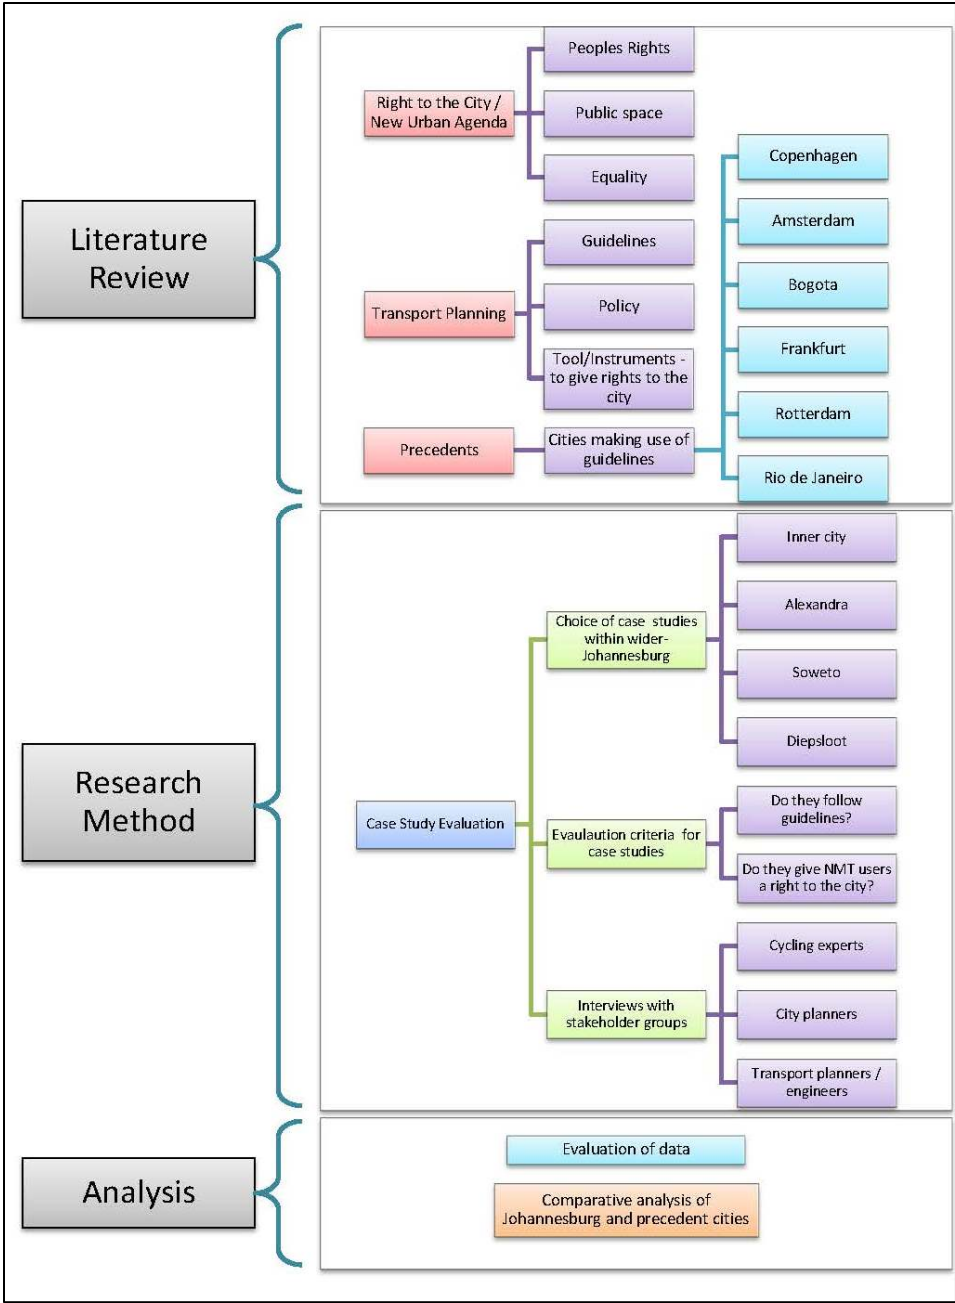 Literature
Review
Right to the City /
New Urban Agenda
Peoples Rights
Public space
Equality
Transport Planning
Guidelines
Policy
Tool/Instruments -
to give rights to the
city
Precedents
Cities making use of
guidelines
Copenhagen
Amsterdam
Bogota
Frankfurt
Rotterdam
Rio de Janeiro
Research
Method
Case Study Evaluation
Choice of case studies
within wider-
Johannesburg
Inner city
Alexandra
Soweto
Diepsloot
Evaulaution criteria for
case studies
Do they follow
guidelines?
Do they give NMT users
a right to the city?
Interviews with
stakeholder groups
Cycling experts
City planners
Transport planners /
engineers
Analysis
Evaluation of data
Comparative analysis of
Johannesburg and precedent cities